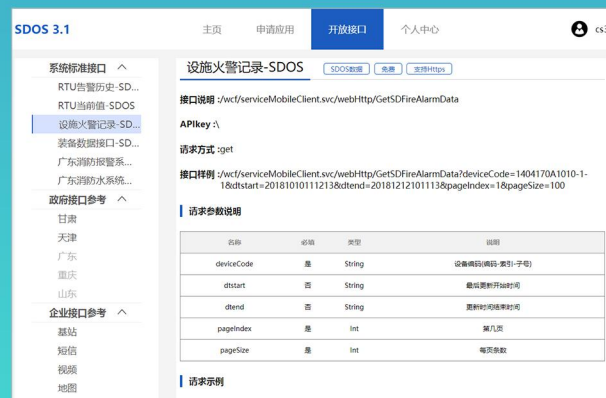 SDOS 3.1
主页
申请应用
开放接口
个人中心
cs3
系统标准接口
RTU告警历史-SD...
RTU当前值-SDOS
设施火警记录-SD...
装备数据接口-SD...
广东消防报警系...
广东消防水系统...
政府接口参考
甘肃
天津
广东
重庆
山东
企业接口参考
基站
短信
视频
地图
设施火警记录-SDOS
SDOS数据
免费
支持Https
接口说明 :/wcf/serviceMobileClient.svc/webHttp/GetSDFireAlarmData
APIkey :\
请求方式 :get
接口样例 :/wcf/serviceMobileClient.svc/webHttp/GetSDFireAlarmData?deviceCode=1404170A1010-1-
1&dtstart=20181010111213&dtend=20181212101113&pageIndex=1&pageSize=100
请求参数说明
名称 必填 类型 说明
deviceCode 是 String 设备编码(编码-索引-子号)
dtstart 否 String 最后更新开始时间
dtend 否 String 更新时间结束时间
pageIndex 是 Int 第几页
pageSize 是 Int 每页条数
请求示例